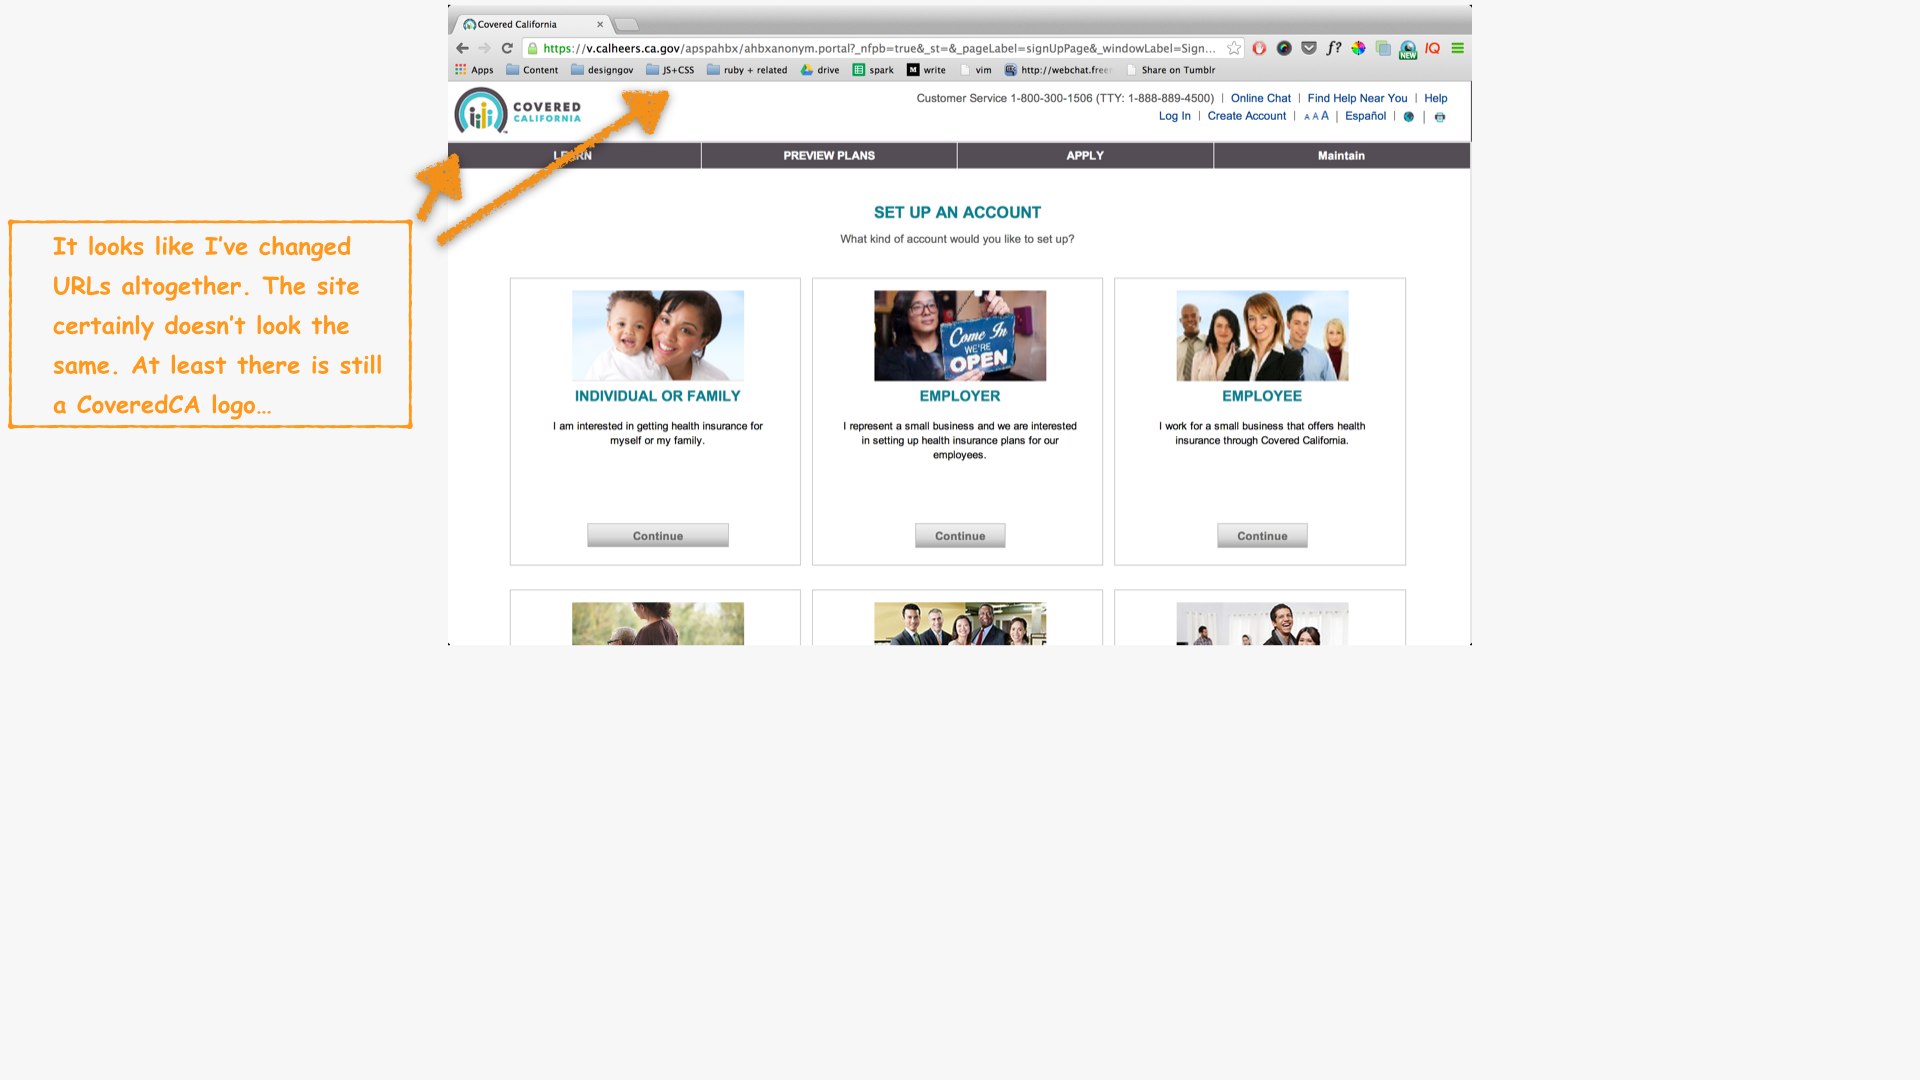 Covered California
https://v.calheers.ca.gov/apspahbx/ahbxanonym.portal?_nfpb=true&_st=&_pageLabel=signUpPage&_windowLabel=Sign...
f?
NEW
IQ
Apps Content designgov JS+CSS ruby + related drive spark M write vim http://webchat.free Share on Tumblr
COVERED
CALIFORNIA
Customer Service 1-800-300-1506 (TTY: 1-888-889-4500) | Online Chat | Find Help Near You | Help
Log In | Create Account | A A A | Español |
LEARN PREVIEW PLANS APPLY Maintain
It looks like I've changed
URLs altogether. The site
certainly doesn't look the
same. At least there is still
a CoveredCA logo...
SET UP AN ACCOUNT
What kind of account would you like to set up?
Come In
WE'RE
OPEN
INDIVIDUAL OR FAMILY
I am interested in getting health insurance for
myself or my family.
Continue
EMPLOYER
I represent a small business and we are interested
in setting up health insurance plans for our
employees.
Continue
EMPLOYEE
I work for a small business that offers health
insurance through Covered California.
Continue